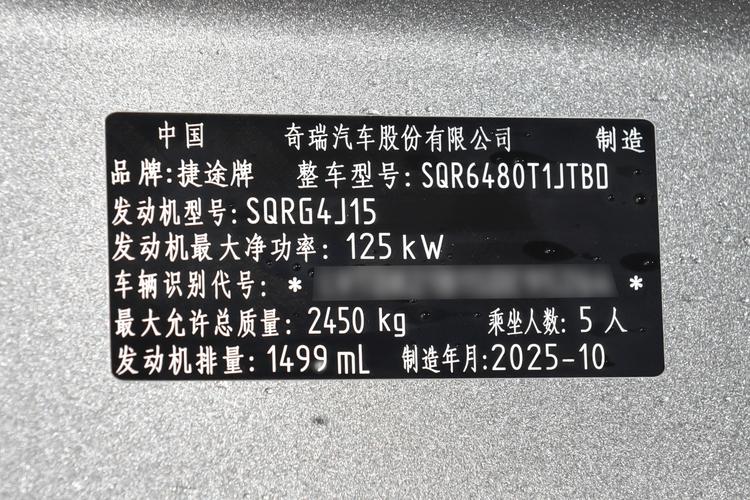 中国 奇瑞汽车股份有限公司 制造
品牌:捷途牌 整车型号:SQR6480T1JTBD
发动机型号:SQRG4J15
发动机最大净功率: 125kW
车辆识别代号: * *
最大允许总质量: 2450 kg 乘坐人数: 5 人
发动机排量: 1499 mL 制造年月:2025-10